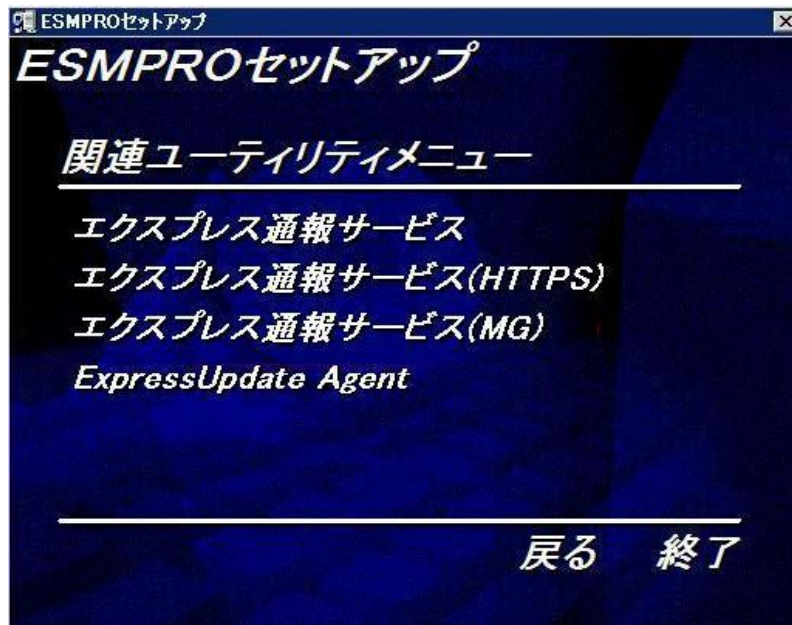 ESMPROセットアップ
ESMPROセットアップ
関連ユーティリティメニュー
エクスプレス通報サービス
エクスプレス通報サービス(HTTPS)
エクスプレス通報サービス(MG)
ExpressUpdate Agent
戻る 終了